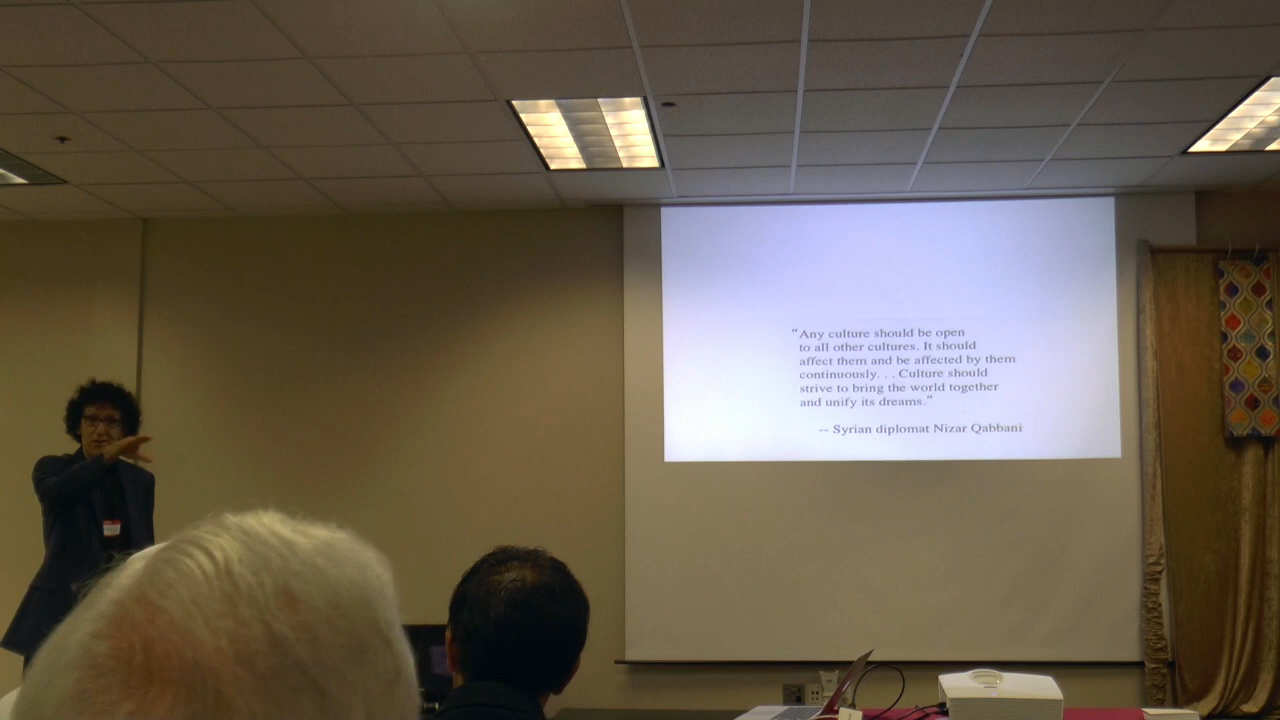 “Any culture should be open
to all other cultures. It should
affect them and be affected by them
continuously. . . Culture should
strive to bring the world together
and unify its dreams.”
-- Syrian diplomat Nizar Qabbani